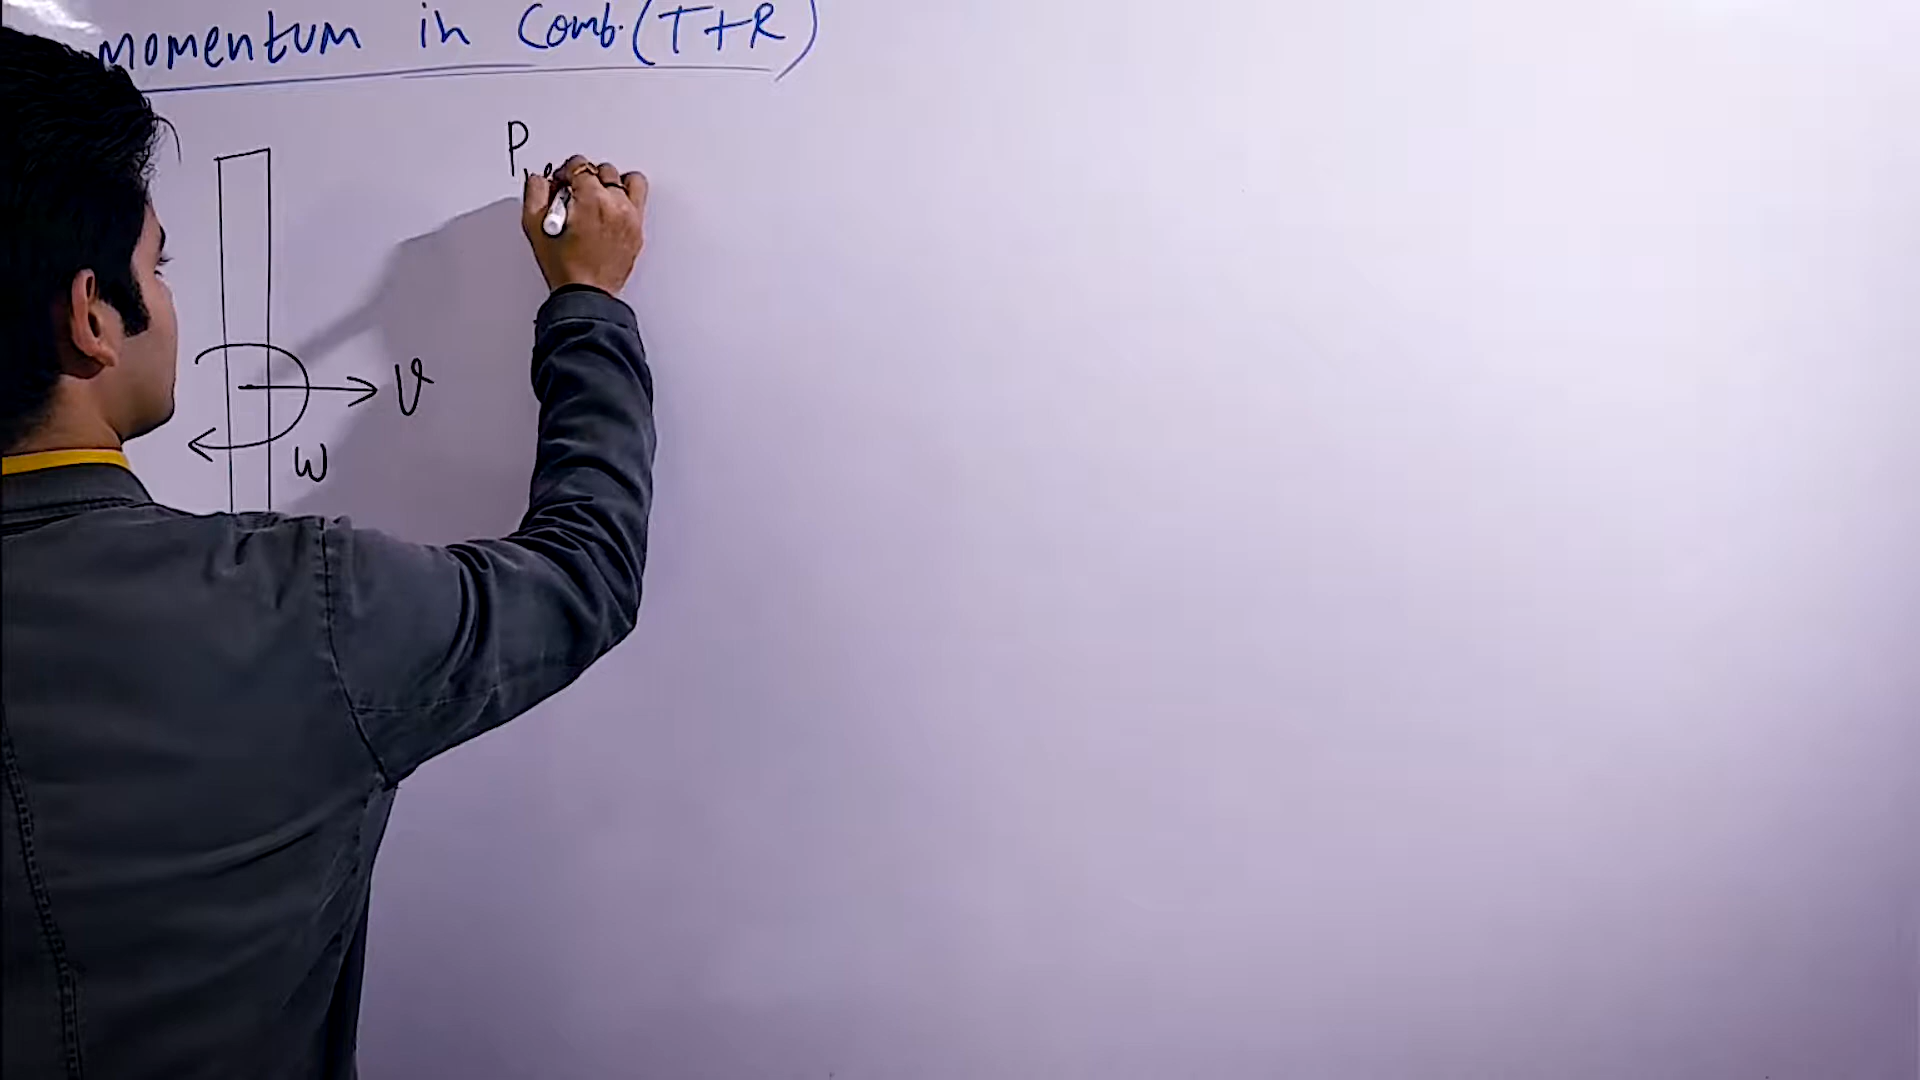 momentum in Comb. (T+R)
P
v
ω